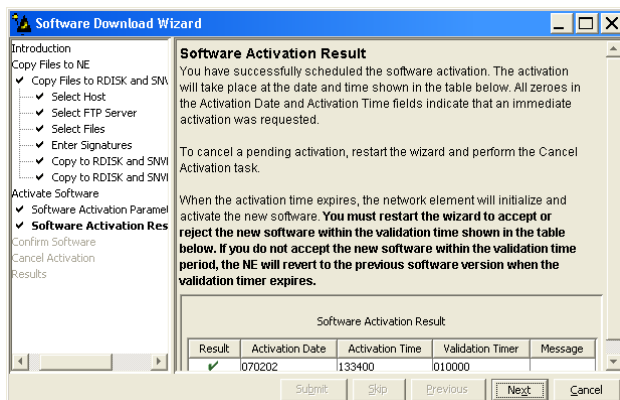 Software Download Wizard
Introduction
Copy Files to NE
Copy Files to RDISK and SNV
Select Host
Select FTP Server
Select Files
Enter Signatures
Copy to RDISK and SNV
Copy to RDISK and SNV
Activate Software
Software Activation Paramet
Software Activation Res
Confirm Software
Cancel Activation
Results
Software Activation Result
You have successfully scheduled the software activation. The activation
will take place at the date and time shown in the table below. All zeroes in
the Activation Date and Activation Time fields indicate that an immediate
activation was requested.
To cancel a pending activation, restart the wizard and perform the Cancel
Activation task.
When the activation time expires, the network element will initialize and
activate the new software. You must restart the wizard to accept or
reject the new software within the validation time shown in the table
below. If you do not accept the new software within the validation time
period, the NE will revert to the previous software version when the
validation timer expires.
Software Activation Result
Result Activation Date Activation Time Validation Timer Message
070202 133400 010000
Submit Skip Previous Next Cancel